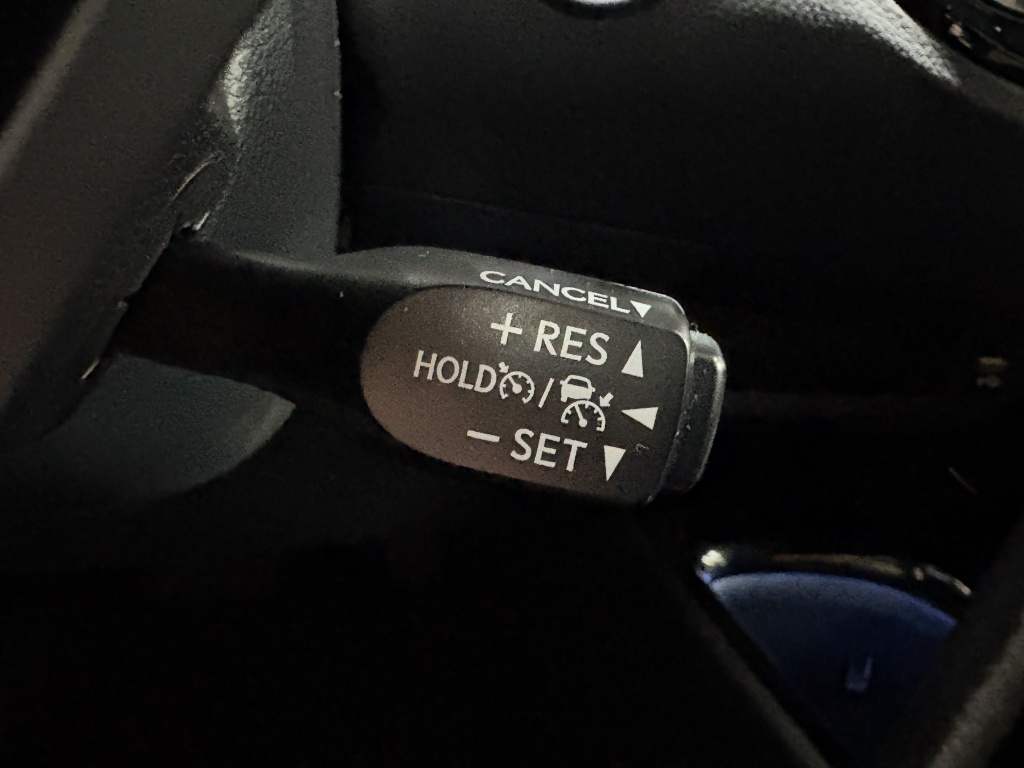 CANCEL▼
+ RES ▲
HOLD / ◀
− SET ▼